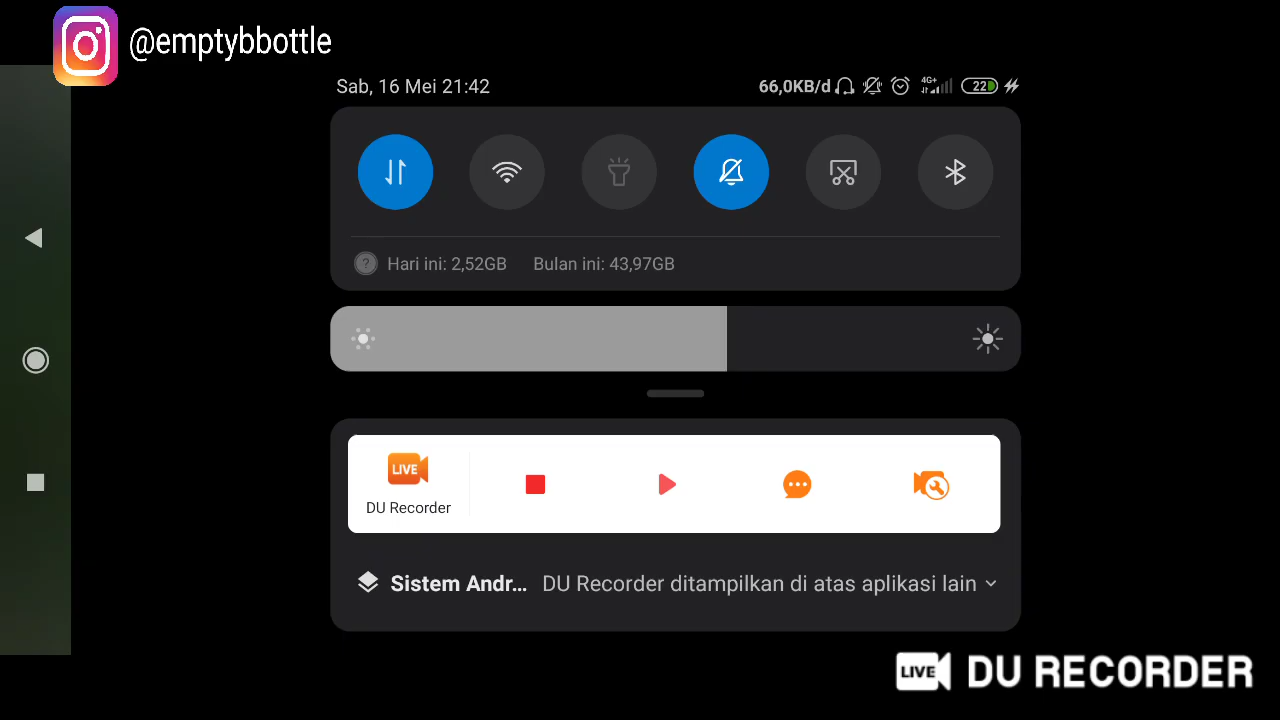 @emptybbottle
Sab, 16 Mei 21:42
66,0KB/d 4G+ 22
Hari ini: 2,52GB Bulan ini: 43,97GB
LIVE
DU Recorder
Sistem Andr... DU Recorder ditampilkan di atas aplikasi lain
LIVE DU RECORDER